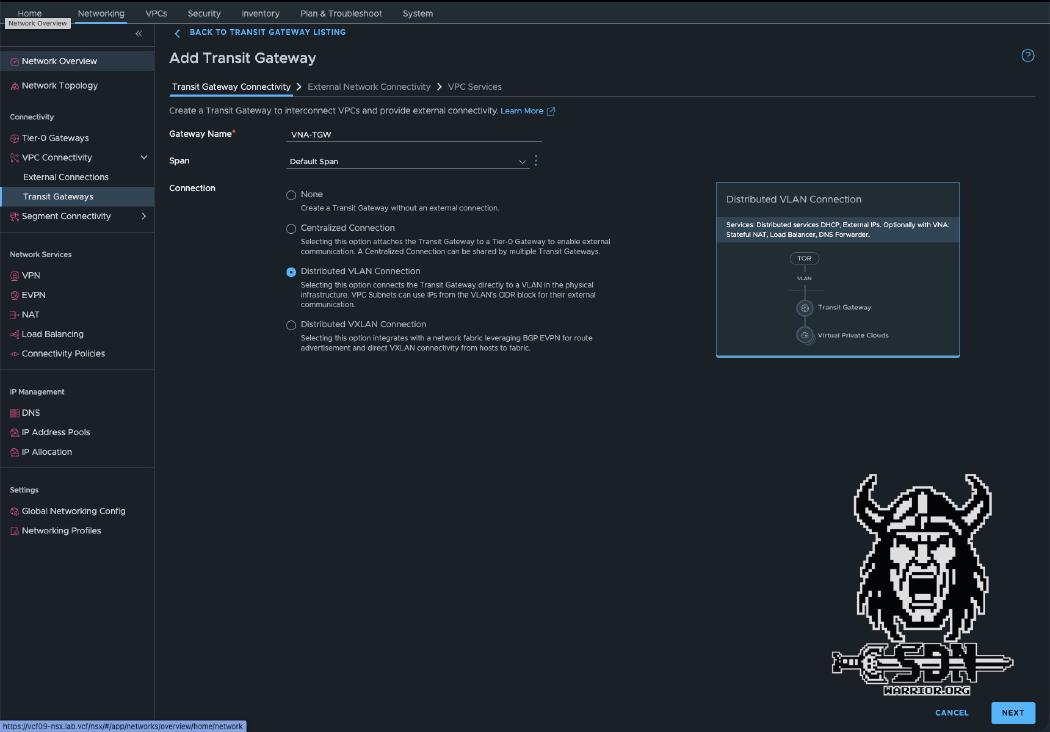 Home Networking VPCs Security Inventory Plan & Troubleshoot System
Network Overview
«
Network Overview
Network Topology
Connectivity
Tier-0 Gateways
VPC Connectivity
External Connections
Transit Gateways
Segment Connectivity
Network Services
VPN
EVPN
NAT
Load Balancing
Connectivity Policies
IP Management
DNS
IP Address Pools
IP Allocation
Settings
Global Networking Config
Networking Profiles
BACK TO TRANSIT GATEWAY LISTING
Add Transit Gateway
Transit Gateway Connectivity External Network Connectivity VPC Services
Create a Transit Gateway to interconnect VPCs and provide external connectivity. Learn More
Gateway Name* VNA-TGW
Span Default Span
Connection
None
Create a Transit Gateway without an external connection.
Centralized Connection
Selecting this option attaches the Transit Gateway to a Tier-0 Gateway to enable external
communication. A Centralized Connection can be shared by multiple Transit Gateways.
Distributed VLAN Connection
Selecting this option connects the Transit Gateway directly to a VLAN in the physical
infrastructure. VPC Subnets can use IPs from the VLAN's CIDR block for their external
communication.
Distributed VXLAN Connection
Selecting this option integrates with a network fabric leveraging BGP EVPN for route
advertisement and direct VXLAN connectivity from hosts to fabric.
Distributed VLAN Connection
Services: Distributed services DHCP, External IPs. Optionally with VNA:
Stateful NAT, Load Balancer, DNS Forwarder.
TOR
VLAN
Transit Gateway
Virtual Private Clouds
SDN
WARRIOR.ORG
CANCEL NEXT
https://vcf09-nsx.lab.vcf/nsx/#/app/networks/overview/home/network